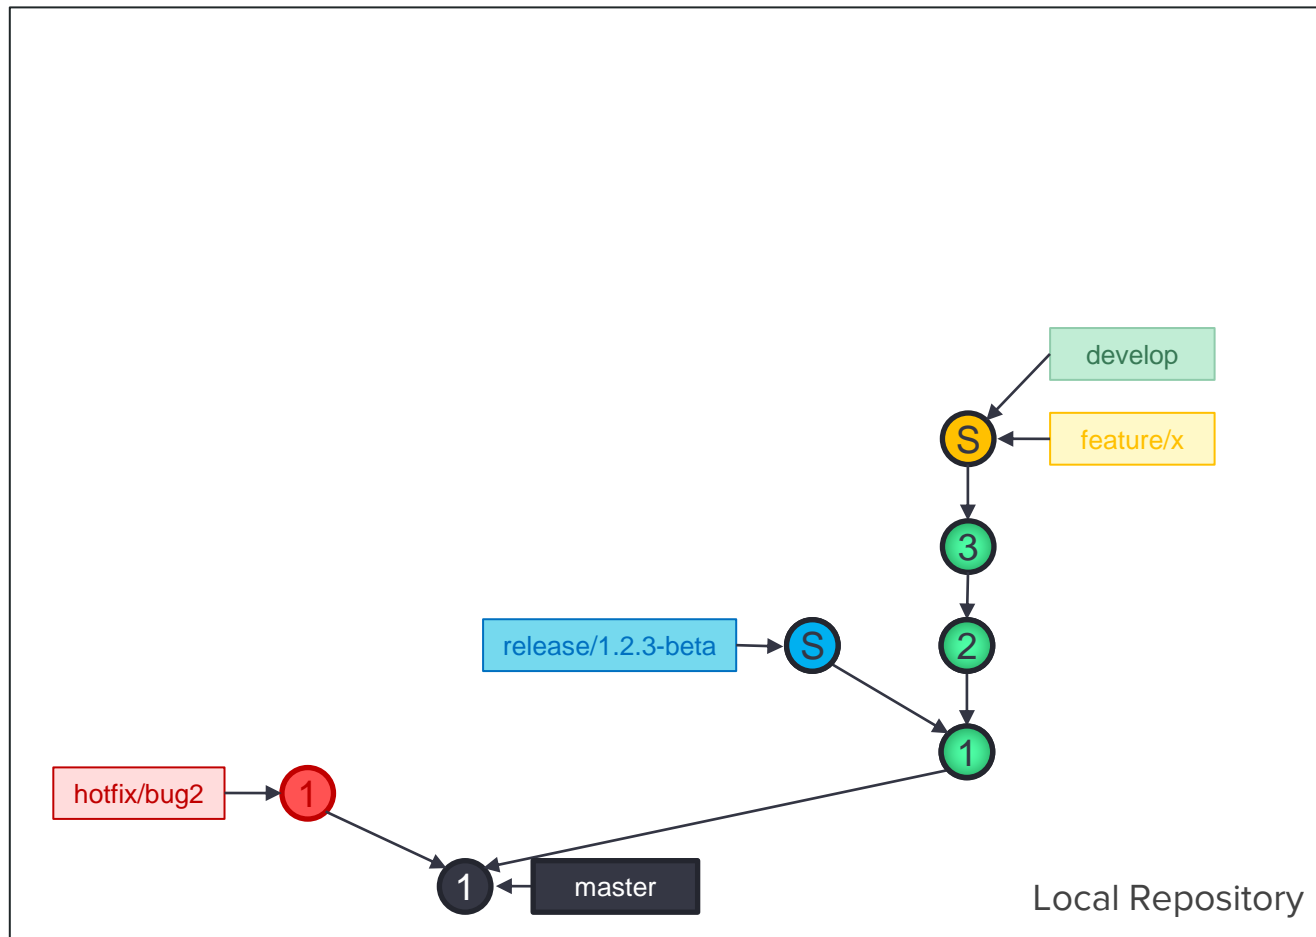 develop
S
feature/x
3
release/1.2.3-beta
S
2
1
hotfix/bug2
1
1
master
Local Repository